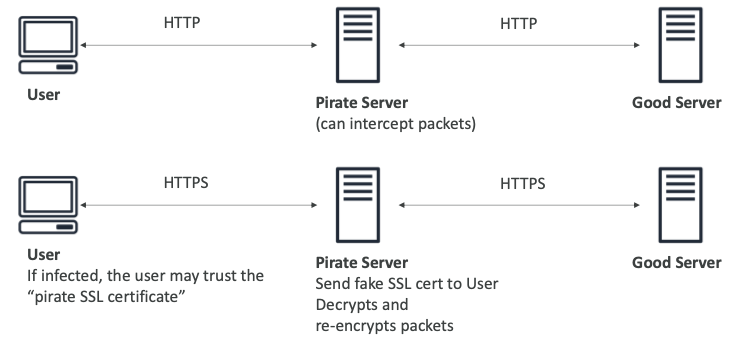 HTTP
HTTP
User
Pirate Server
(can intercept packets)
Good Server
HTTPS
HTTPS
User
If infected, the user may trust the
“pirate SSL certificate”
Pirate Server
Send fake SSL cert to User
Decrypts and
re-encrypts packets
Good Server